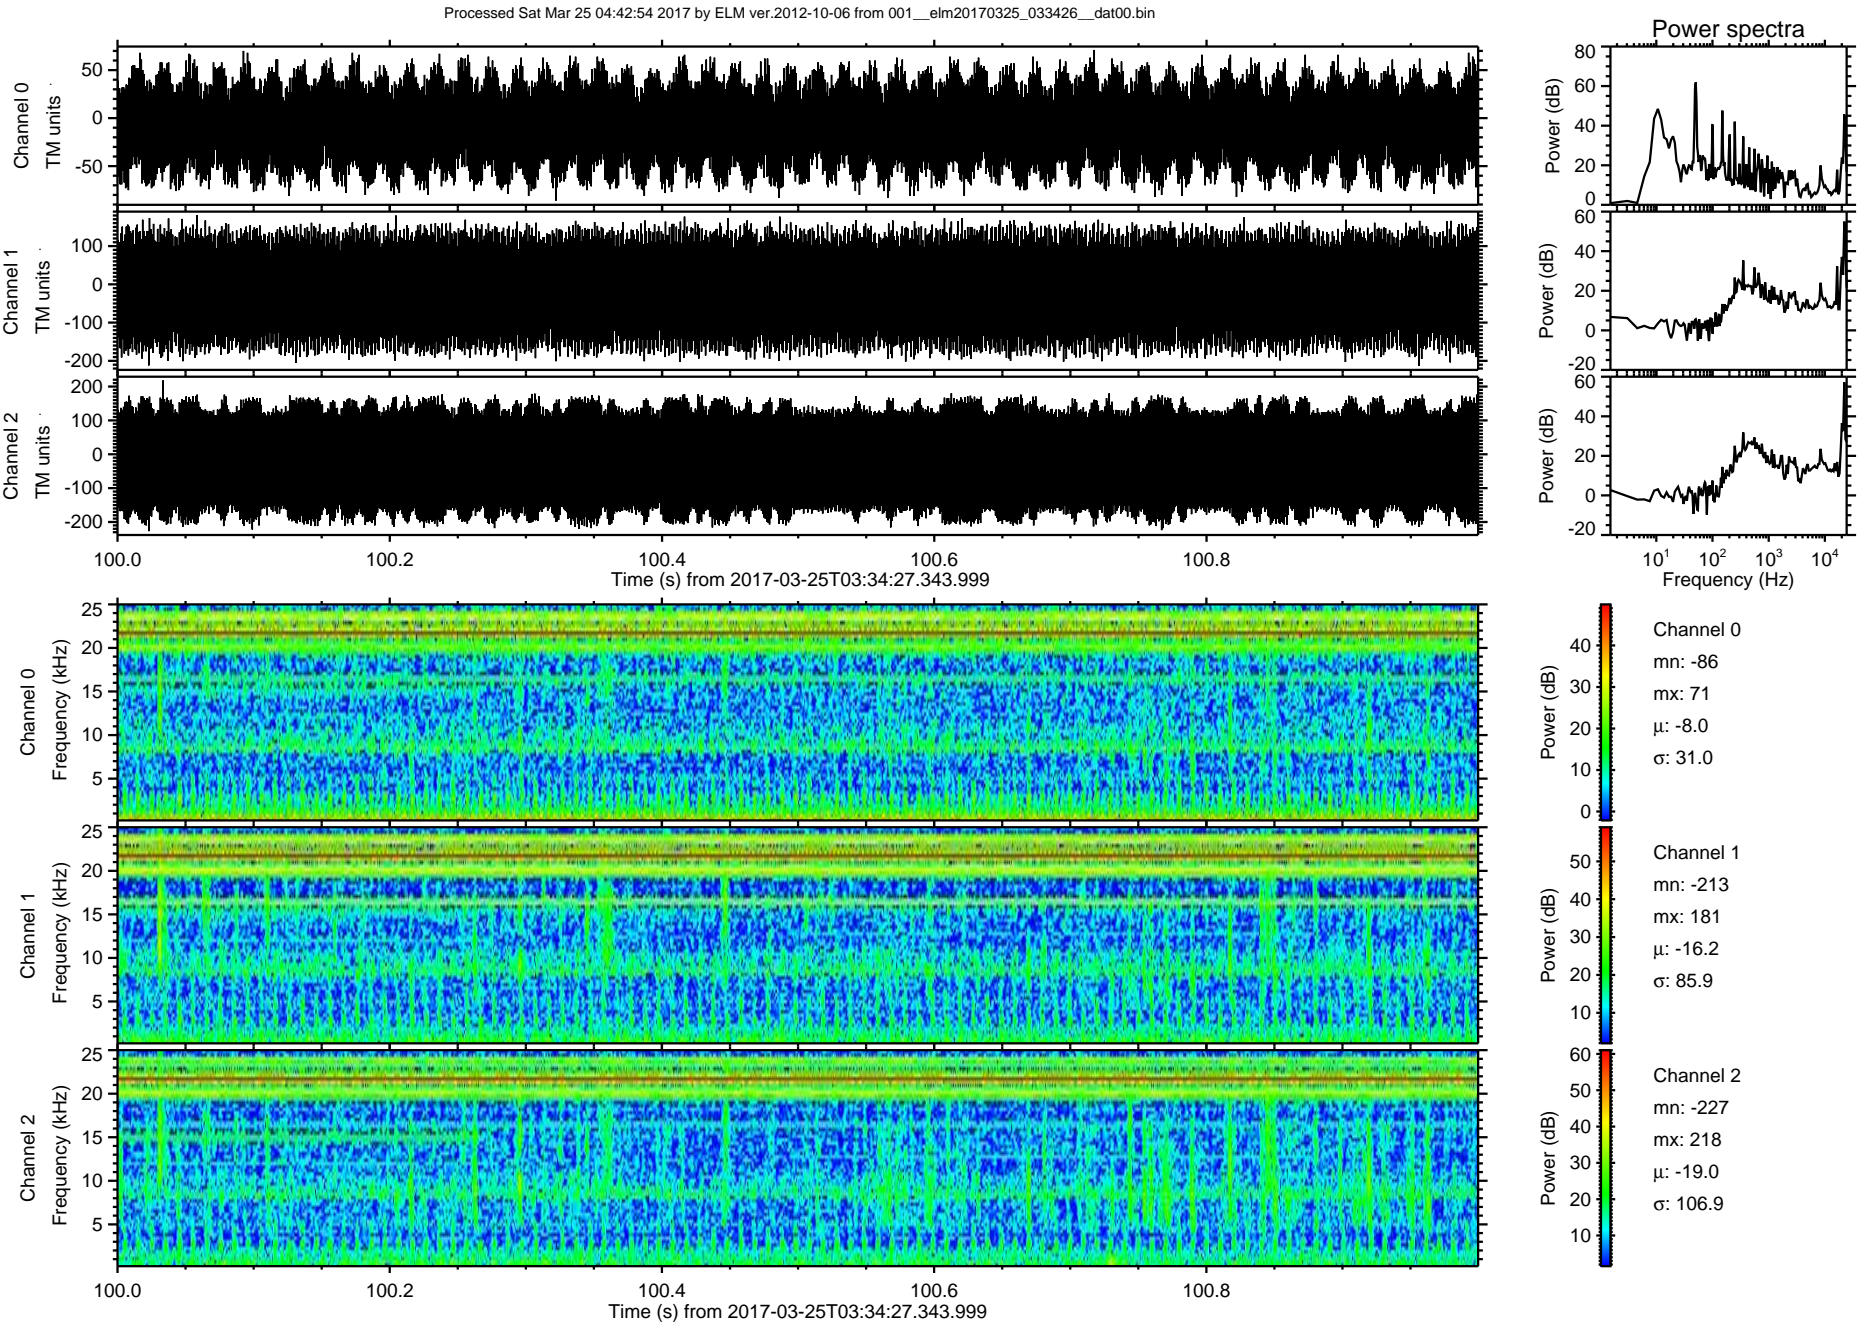 Processed Sat Mar 25 04:42:54 2017 by ELM ver.2012-10-06 from 001__elm20170325_033426__dat00.bin
Power spectra
Channel 0
TM units
50
0
-50
Power (dB)
80
60
40
20
0
Channel 1
TM units
100
0
-100
-200
Power (dB)
60
40
20
0
-20
Channel 2
TM units
200
100
0
-100
-200
Power (dB)
60
40
20
0
-20
100.0
100.2
100.4
100.6
100.8
Time (s) from 2017-03-25T03:34:27.343.999
10^1
10^2
10^3
10^4
Frequency (Hz)
Channel 0
Frequency (kHz)
25
20
15
10
5
Power (dB)
40
30
20
10
0
Channel 0
mn: -86
mx: 71
μ: -8.0
σ: 31.0
Channel 1
Frequency (kHz)
25
20
15
10
5
Power (dB)
50
40
30
20
10
Channel 1
mn: -213
mx: 181
μ: -16.2
σ: 85.9
Channel 2
Frequency (kHz)
25
20
15
10
5
Power (dB)
60
50
40
30
20
10
Channel 2
mn: -227
mx: 218
μ: -19.0
σ: 106.9
100.0
100.2
100.4
100.6
100.8
Time (s) from 2017-03-25T03:34:27.343.999